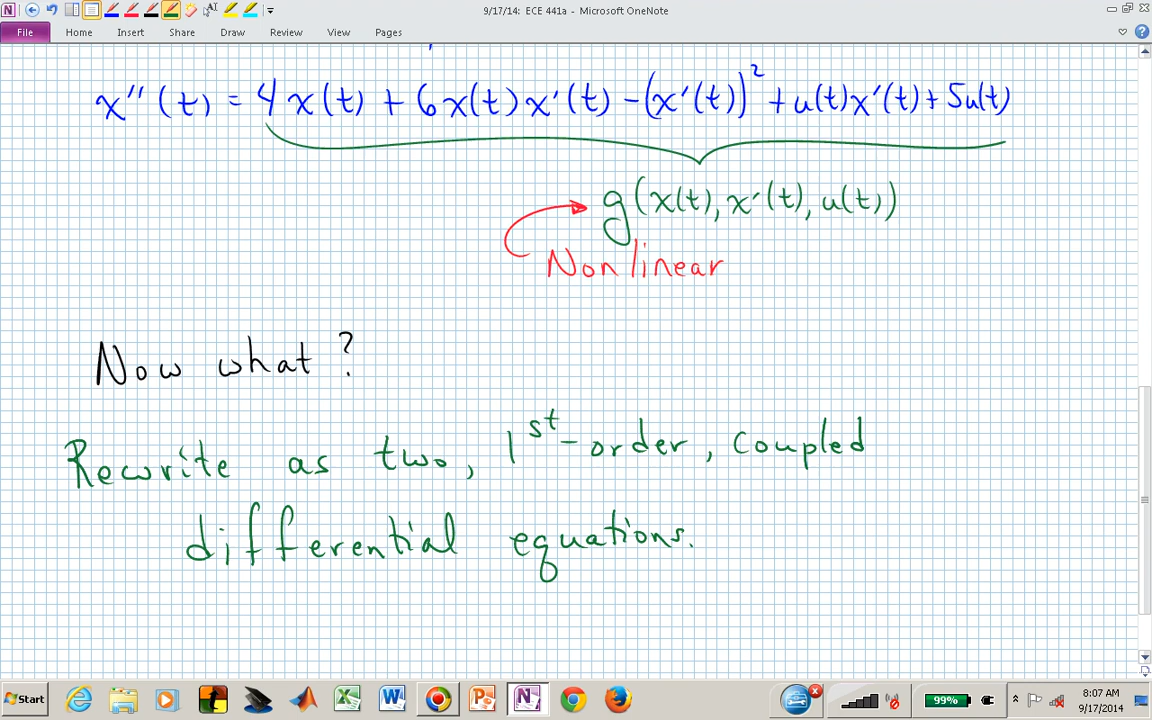 9/17/14: ECE 441a - Microsoft OneNote
File Home Insert Share Draw Review View Pages
x''(t) = 4x(t) + 6x(t)x'(t) - (x'(t))² + u(t)x'(t) + 5u(t)
g(x(t), x'(t), u(t))
Nonlinear
Now what?
Rewrite as two, 1st-order, coupled
differential equations.
Start
99%
8:07 AM
9/17/2014